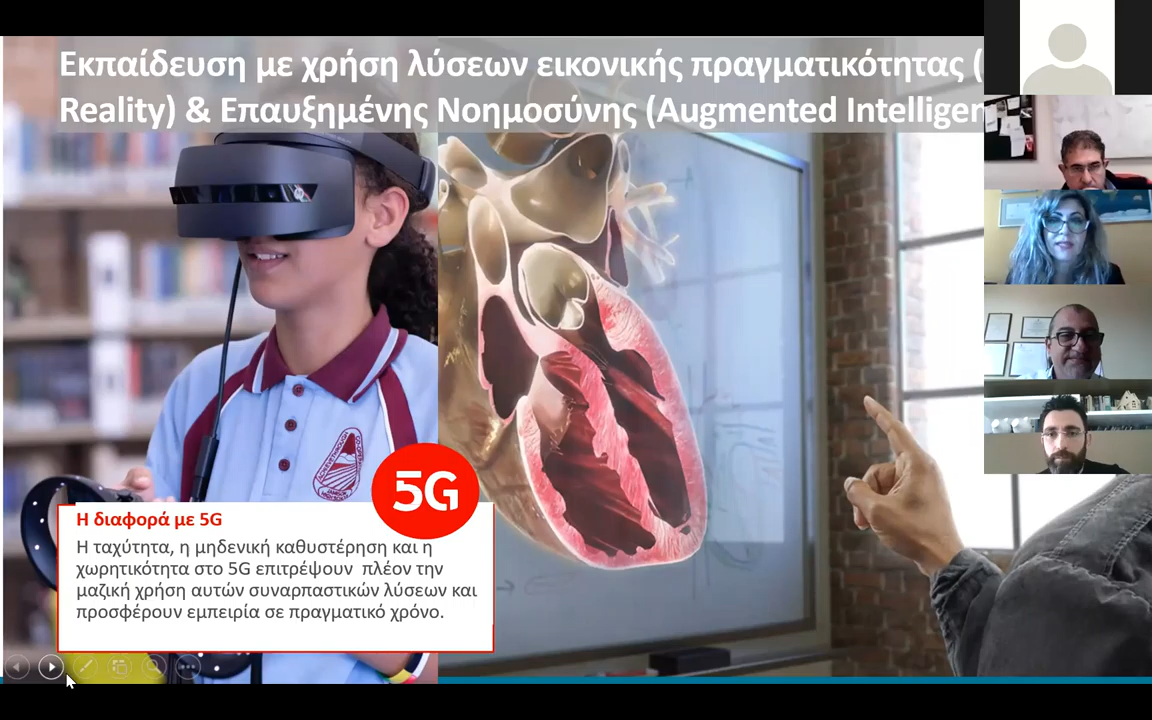 Εκπαίδευση με χρήση λύσεων εικονικής πραγματικότητας (
Reality) & Επαυξημένης Νοημοσύνης (Augmented Intelligen
5G
Η διαφορά με 5G
Η ταχύτητα, η μηδενική καθυστέρηση και η
χωρητικότητα στο 5G επιτρέψουν πλέον την
μαζική χρήση αυτών συναρπαστικών λύσεων και
προσφέρουν εμπειρία σε πραγματικό χρόνο.